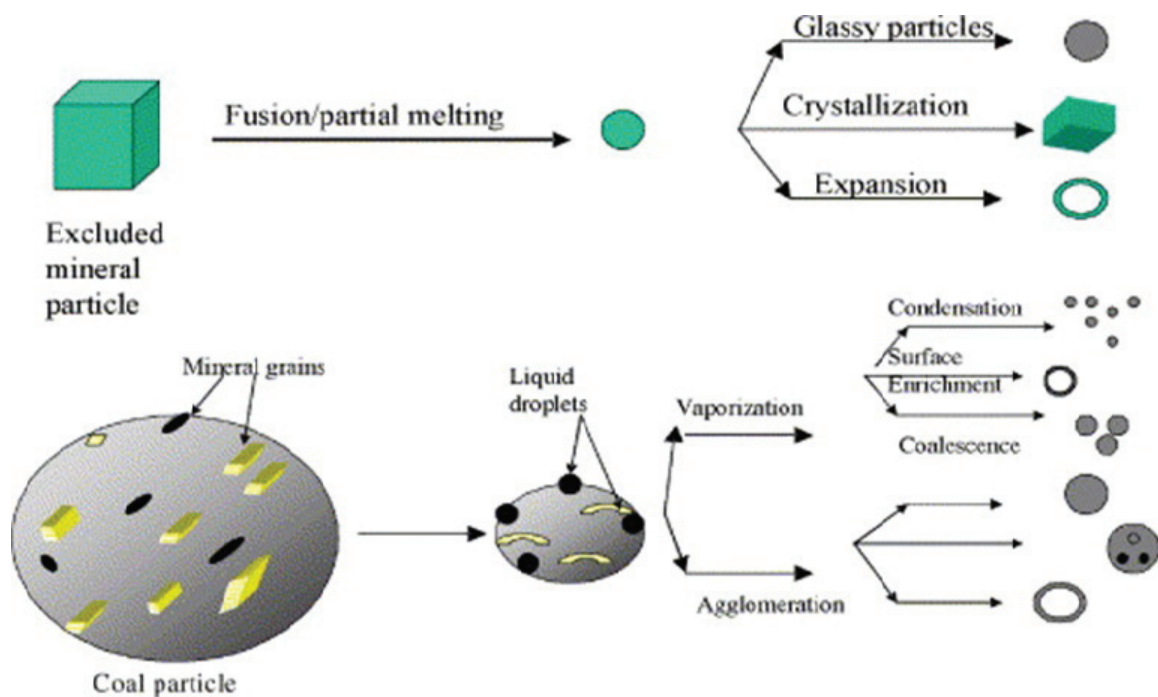 Glassy particles
Fusion/partial melting
Crystallization
Expansion
Excluded
mineral
particle
Mineral grains
Liquid
droplets
Vaporization
Condensation
Surface
Enrichment
Coalescence
Agglomeration
Coal particle